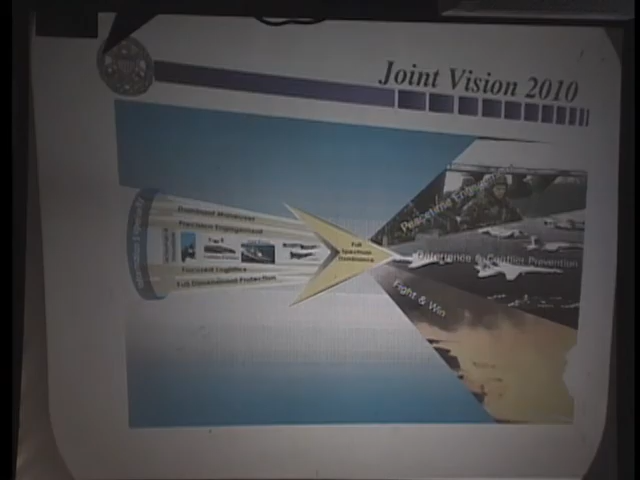 Joint Vision 2010
Peacetime Engagement
Dominant Maneuver
Precision Engagement
Full
Spectrum
Dominance
Deterrence & Conflict Prevention
Focused Logistics
Full Dimensional Protection
Fight & Win